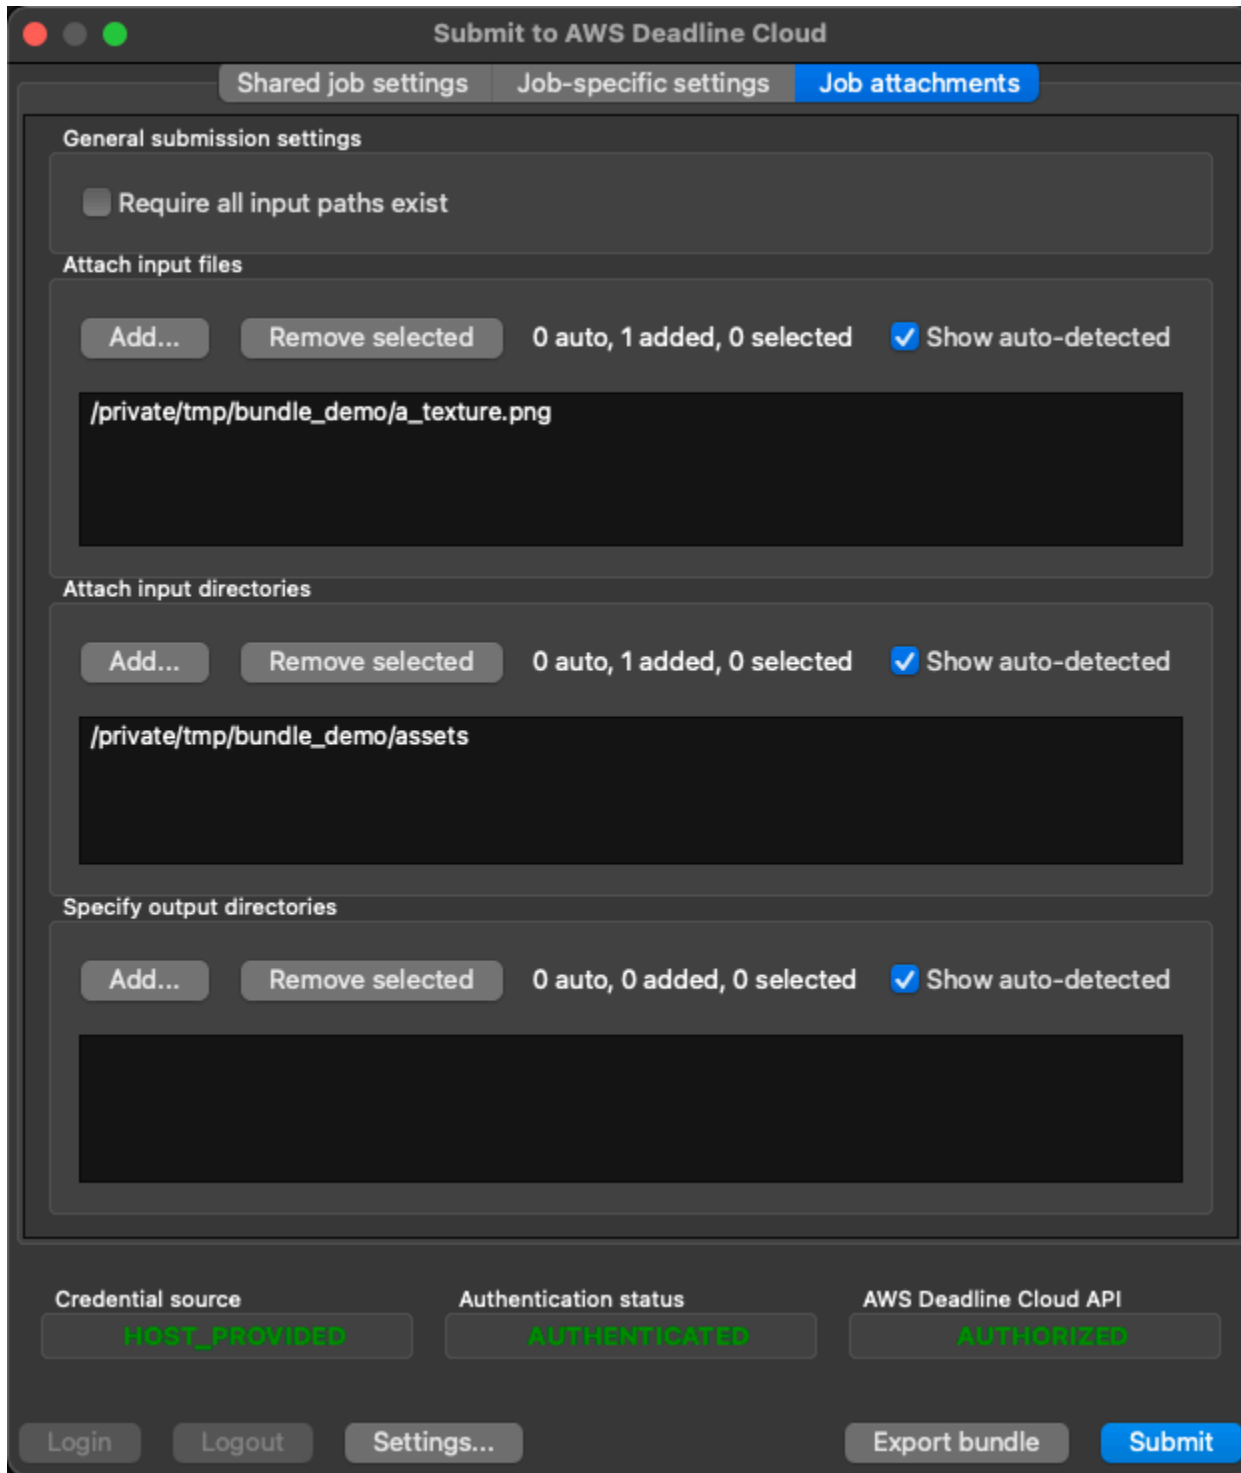 Submit to AWS Deadline Cloud
Shared job settings Job-specific settings Job attachments
General submission settings
Require all input paths exist
Attach input files
Add... Remove selected 0 auto, 1 added, 0 selected Show auto-detected
/private/tmp/bundle_demo/a_texture.png
Attach input directories
Add... Remove selected 0 auto, 1 added, 0 selected Show auto-detected
/private/tmp/bundle_demo/assets
Specify output directories
Add... Remove selected 0 auto, 0 added, 0 selected Show auto-detected
Credential source Authentication status AWS Deadline Cloud API
HOST_PROVIDED AUTHENTICATED AUTHORIZED
Login Logout Settings... Export bundle Submit